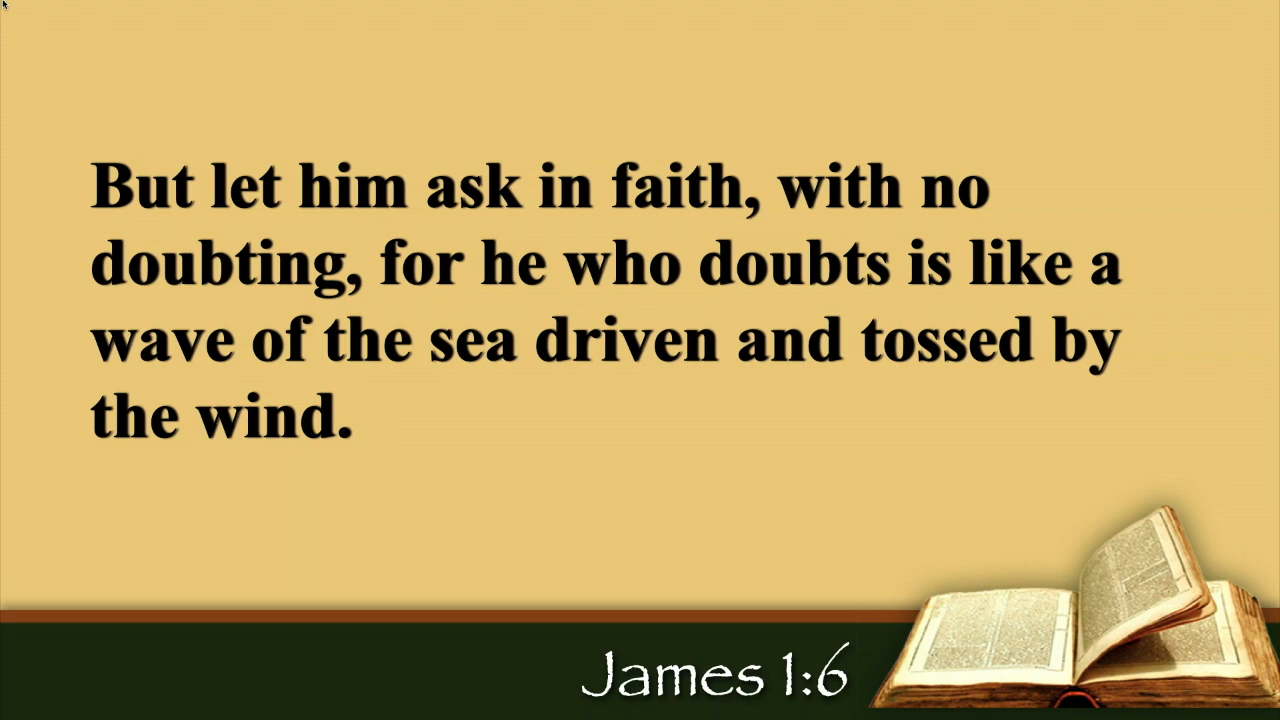 But let him ask in faith, with no
doubting, for he who doubts is like a
wave of the sea driven and tossed by
the wind.
James 1:6